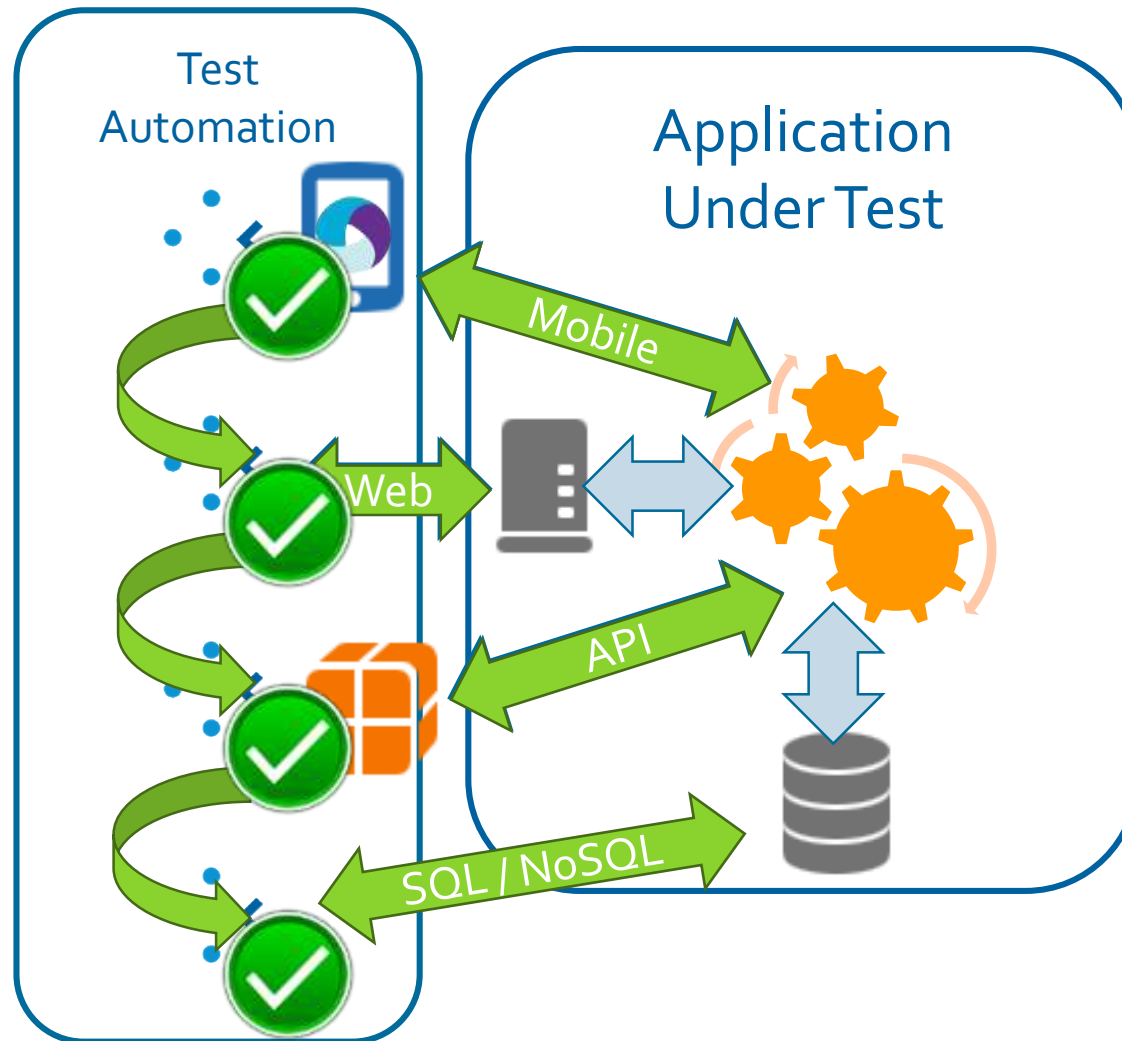 Test
Automation
Application
Under Test
Mobile
Web
API
SQL / NoSQL